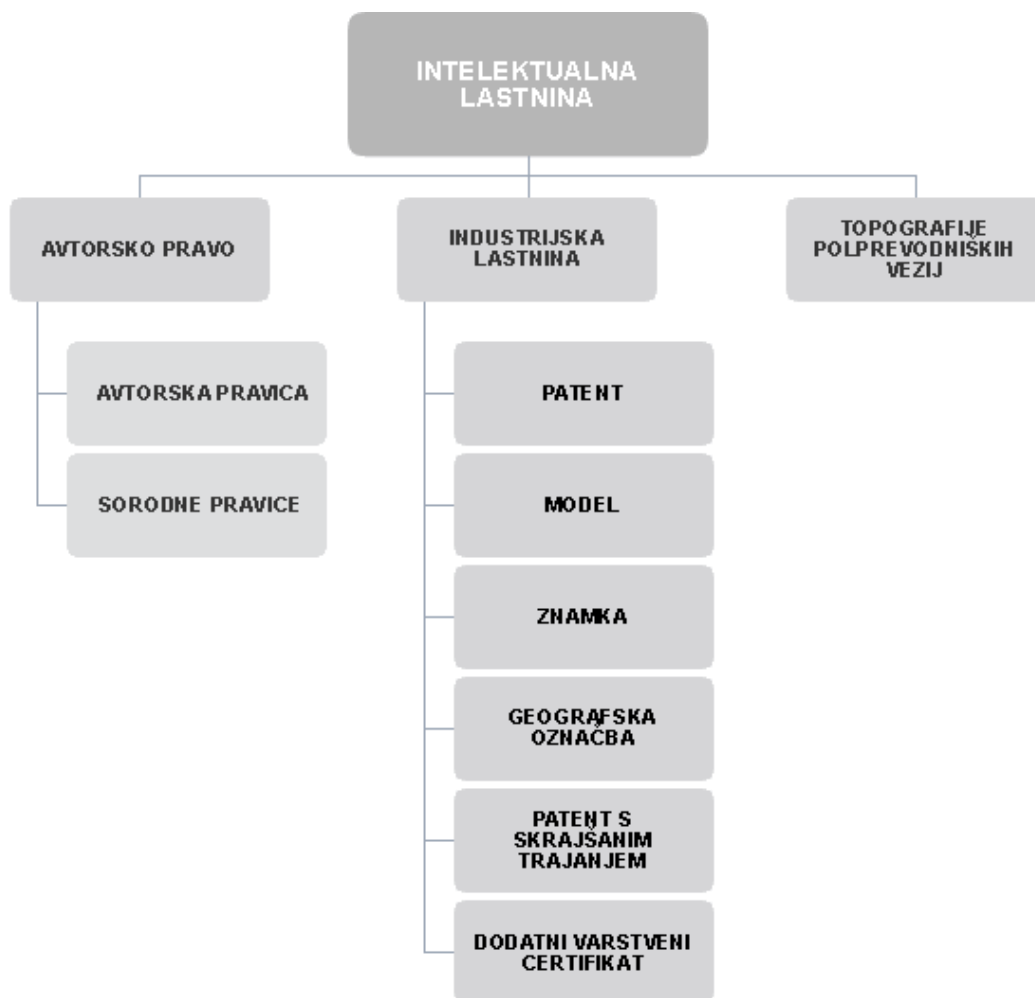 INTELEKTUALNA
LASTNINA
AVTORSKO PRAVO
INDUSTRIJSKA
LASTNINA
TOPOGRAFIJE
POLPREVODNIŠKIH
VEZIJ
AVTORSKA PRAVICA
SORODNE PRAVICE
PATENT
MODEL
ZNAMKA
GEOGRAFSKA
OZNAČBA
PATENT S
SKRAJŠANIM
TRAJANJEM
DODATNI VARSTVENI
CERTIFIKAT